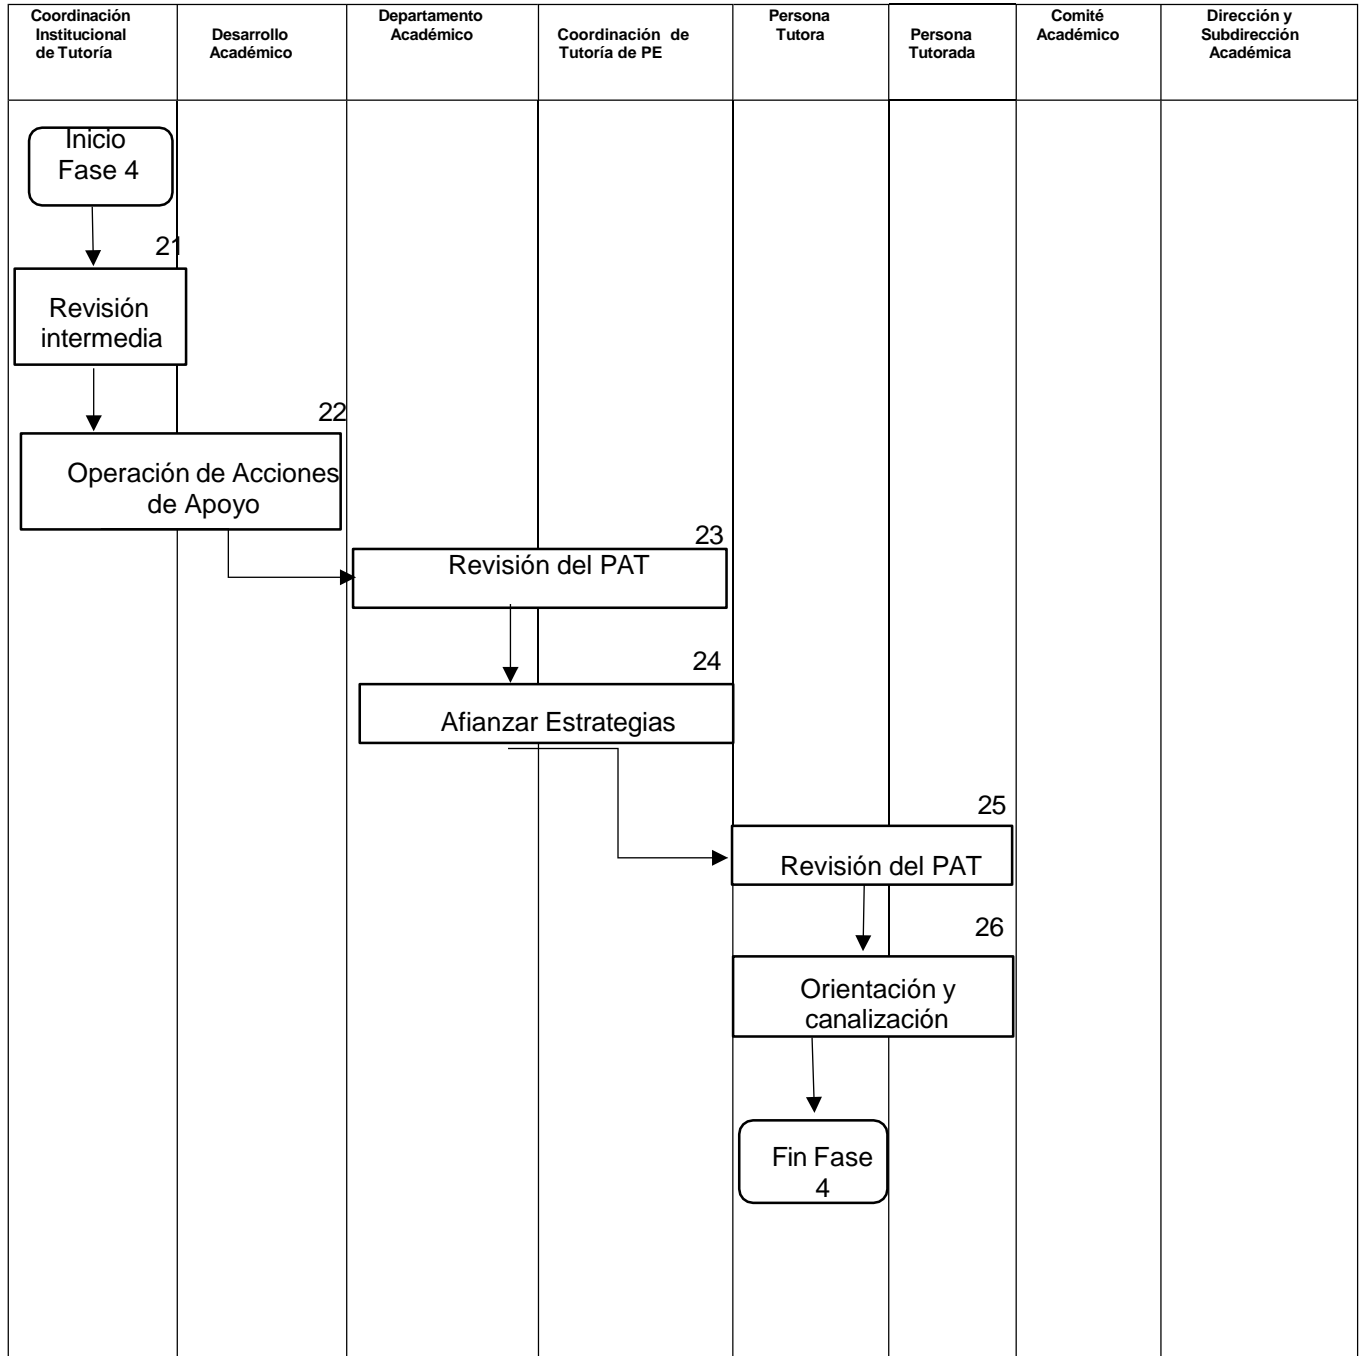 Coordinación
Institucional
de Tutoría
Desarrollo
Académico
Departamento
Académico
Coordinación de
Tutoría de PE
Persona
Tutora
Persona
Tutorada
Comité
Académico
Dirección y
Subdirección
Académica
Inicio
Fase 4
21
Revisión
intermedia
22
Operación de Acciones
de Apoyo
23
Revisión del PAT
24
Afianzar Estrategias
25
Revisión del PAT
26
Orientación y
canalización
Fin Fase
4